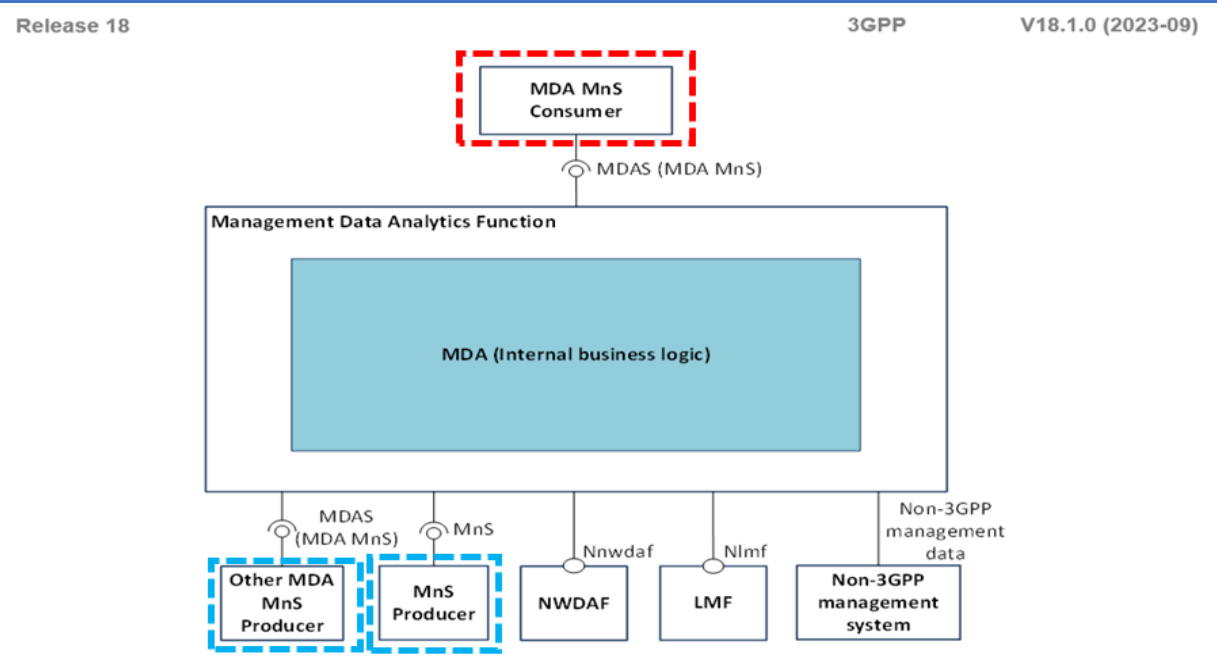 Release 18
3GPP
V18.1.0 (2023-09)
MDA MnS
Consumer
MDAS (MDA MnS)
Management Data Analytics Function
MDA (Internal business logic)
MDAS
(MDA MnS)
MnS
Nnwdaf
Nlmf
Non-3GPP
management
data
Other MDA
MnS
Producer
MnS
Producer
NWDAF
LMF
Non-3GPP
management
system